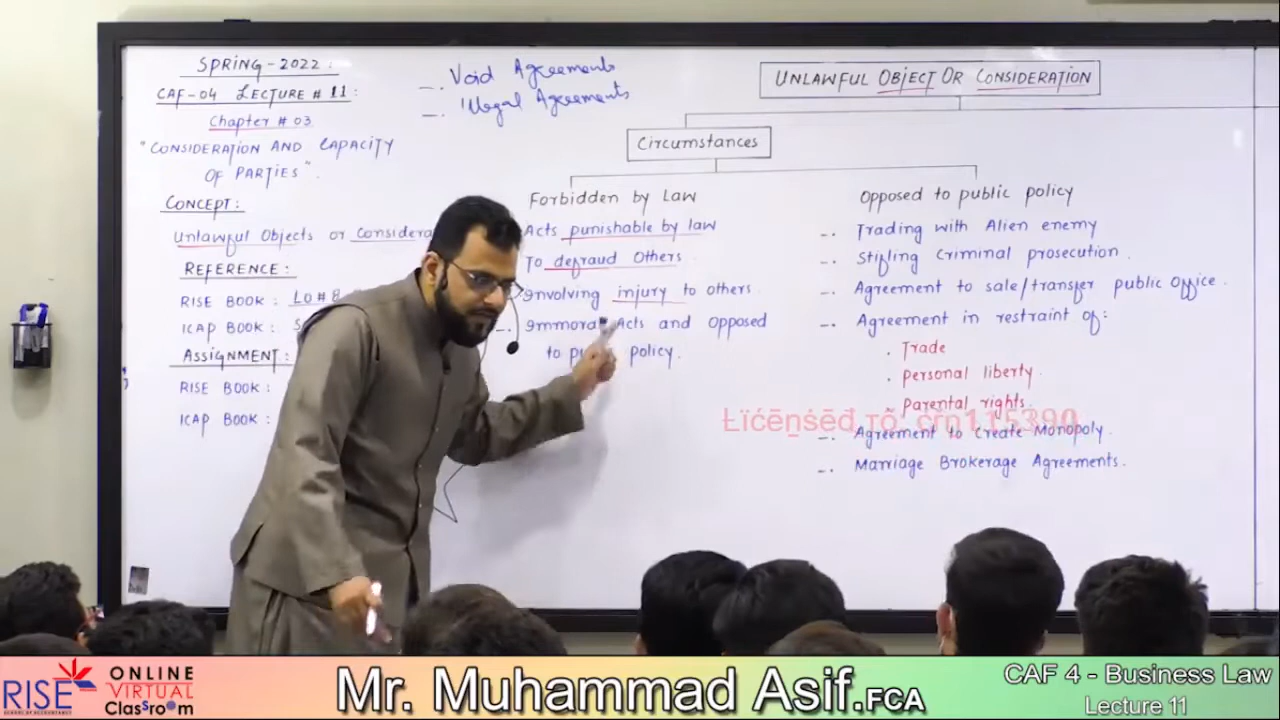 SPRING-2022:
CAF-04 LECTURE # 11:
Chapter # 03
"CONSIDERATION AND CAPACITY
OF PARTIES".
CONCEPT:
Unlawful Objects or
REFERENCE:
RISE BOOK: LO#8
ICAP BOOK:
ASSIGNMENT:
RISE BOOK:
ICAP BOOK:
-. Void Agreements
-. Illegal Agreements
UNLAWFUL OBJECT OR CONSIDERATION
Circumstances
Forbidden by Law
Acts punishable by law
To defraud Others
Involving injury to others.
-. Immoral Acts and Opposed
to policy.
Opposed to public policy
-. Trading with Alien enemy
-. Stifling Criminal prosecution.
-. Agreement to sale/transfer public Office.
-. Agreement in restraint of:
. Trade
. Personal liberty.
. Parental rights.
-. Agreement to Create Monopoly.
-. Marriage Brokerage Agreements.
RISE
ONLINE
VIRTUAL
ClassrOOm
Mr. Muhammad Asif.FCA
CAF 4 - Business Law
Lecture 11